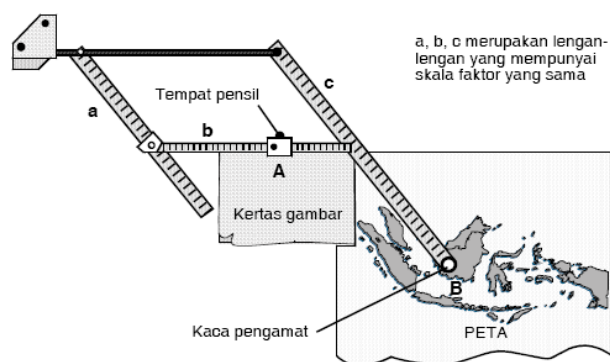 a, b, c merupakan lengan-
lengan yang mempunyai
skala faktor yang sama
c
Tempat pensil
a
b
A
Kertas gambar
B
Kaca pengamat
PETA